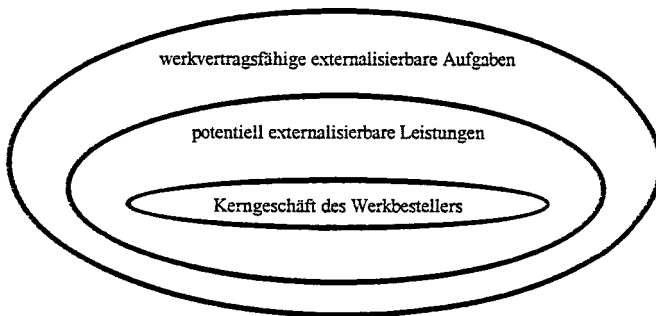 werkvertragsfähige externalisierbare Aufgaben
potentiell externalisierbare Leistungen
Kerngeschäft des Werkbestellers